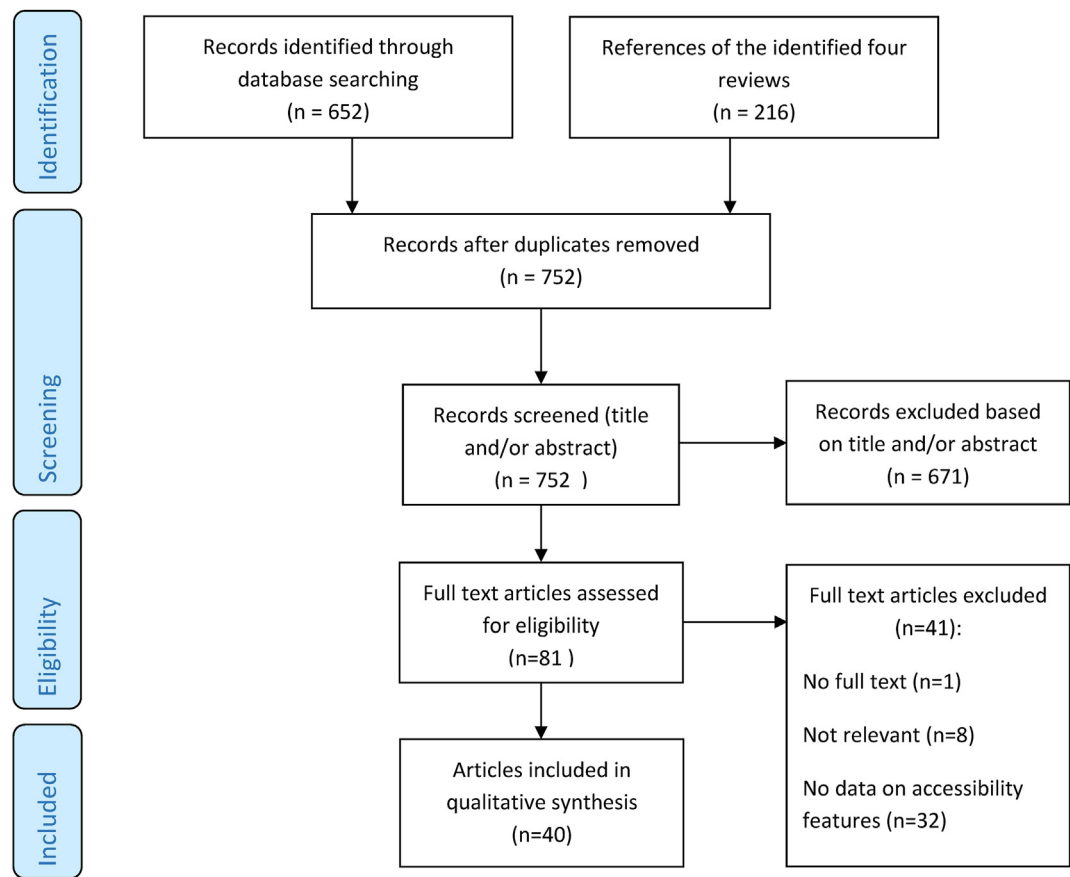 Identification
Records identified through
database searching
(n = 652)
References of the identified four
reviews
(n = 216)
Screening
Records after duplicates removed
(n = 752)
Records screened (title
and/or abstract)
(n = 752 )
Records excluded based
on title and/or abstract
(n = 671)
Eligibility
Full text articles assessed
for eligibility
(n=81 )
Full text articles excluded
(n=41):
No full text (n=1)
Not relevant (n=8)
No data on accessibility
features (n=32)
Included
Articles included in
qualitative synthesis
(n=40)